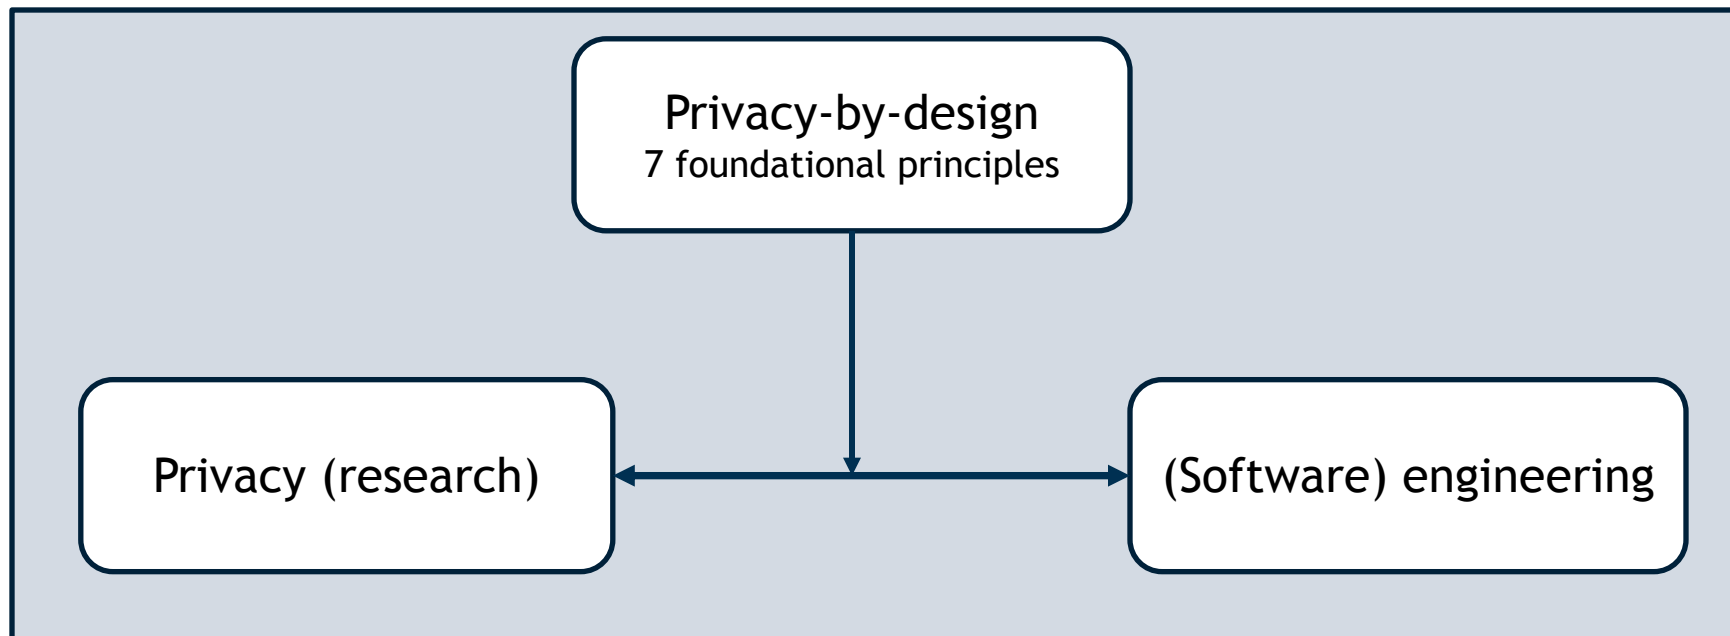 Privacy-by-design
7 foundational principles
Privacy (research)
(Software) engineering